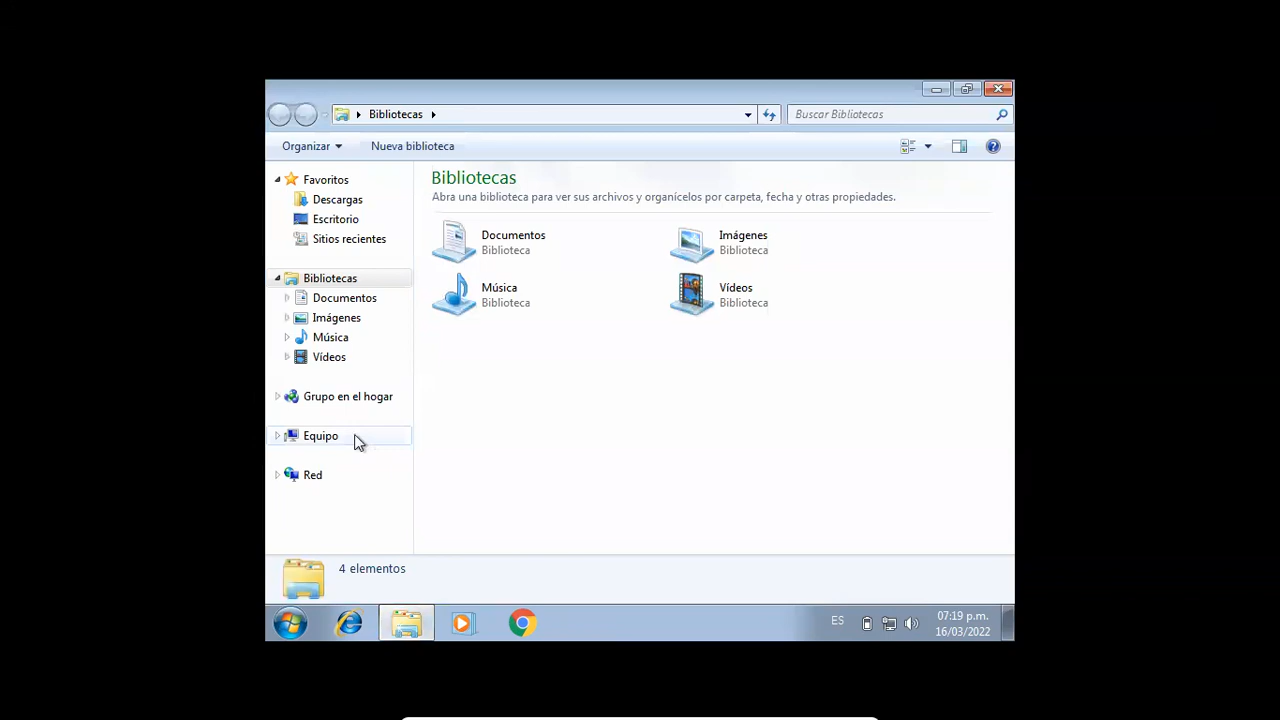 Bibliotecas
Buscar Bibliotecas
Organizar
Nueva biblioteca
Favoritos
Descargas
Escritorio
Sitios recientes
Bibliotecas
Documentos
Imágenes
Música
Vídeos
Grupo en el hogar
Equipo
Red
Bibliotecas
Abra una biblioteca para ver sus archivos y organícelos por carpeta, fecha y otras propiedades.
Documentos
Biblioteca
Imágenes
Biblioteca
Música
Biblioteca
Vídeos
Biblioteca
4 elementos
ES
07:19 p.m.
16/03/2022